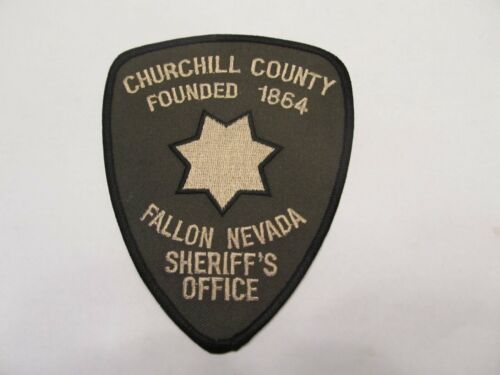 CHURCHILL COUNTY
FOUNDED 1864
FALLON NEVADA
SHERIFF'S
OFFICE